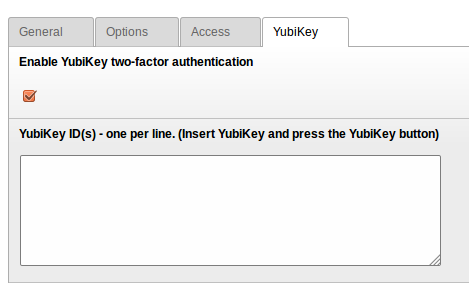 General Options Access YubiKey
Enable YubiKey two-factor authentication
YubiKey ID(s) - one per line. (Insert YubiKey and press the YubiKey button)